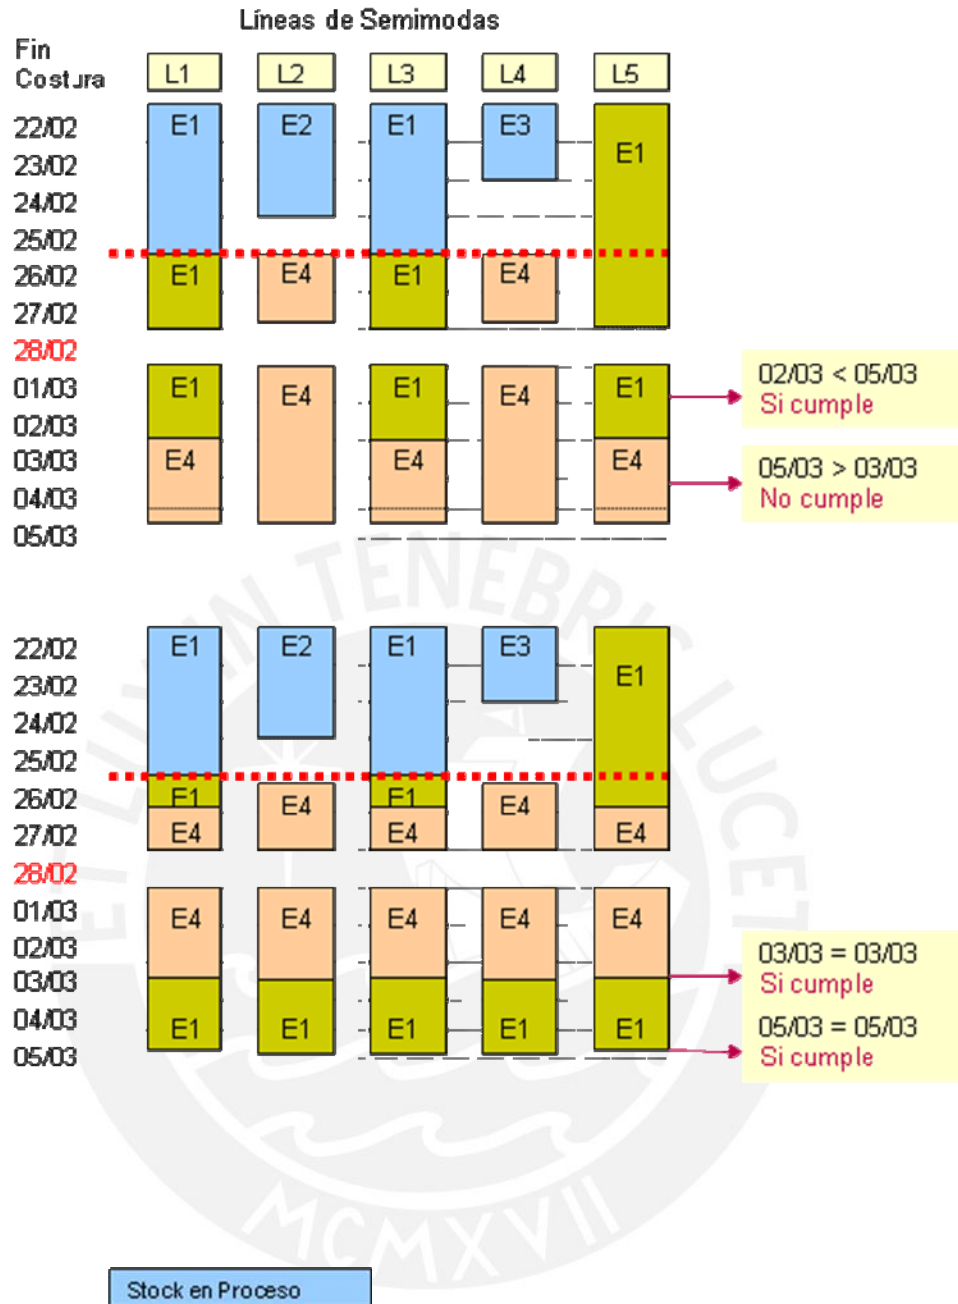 Líneas de Semimodas
Fin
Costura
L1 L2 L3 L4 L5
22/02 E1 E2 E1 E3
23/02 E1
24/02
25/02
26/02 E1 E4 E1 E4
27/02
28/02
01/03 E1 E4 E1 E4 E1
02/03
03/03 E4 E4 E4
04/03
05/03
02/03 < 05/03
Si cumple
05/03 > 03/03
No cumple
22/02 E1 E2 E1 E3
23/02 E1
24/02
25/02
26/02 E1 E4 E1 E4
27/02 E4 E4 E4
28/02
01/03 E4 E4 E4 E4 E4
02/03
03/03
04/03 E1 E1 E1 E1 E1
05/03
03/03 = 03/03
Si cumple
05/03 = 05/03
Si cumple
ET LUX IN TENEBRIS LUCET
MCMXVII
Stock en Proceso